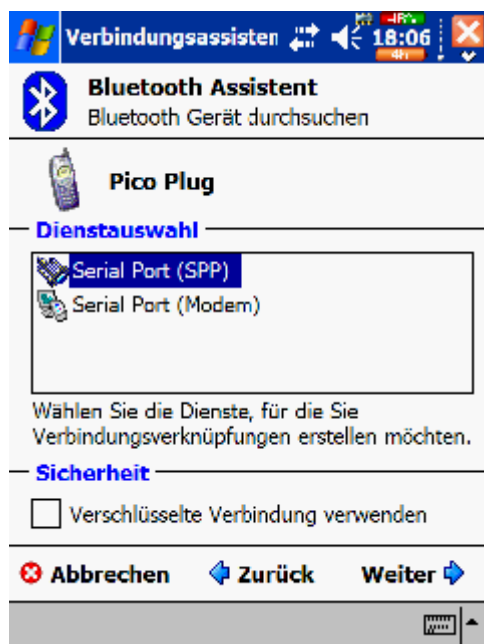 Verbindungsassisten
18:06
4h
Bluetooth Assistent
Bluetooth Gerät durchsuchen
Pico Plug
Dienstauswahl
Serial Port (SPP)
Serial Port (Modem)
Wählen Sie die Dienste, für die Sie
Verbindungsverknüpfungen erstellen möchten.
Sicherheit
Verschlüsselte Verbindung verwenden
Abbrechen Zurück Weiter